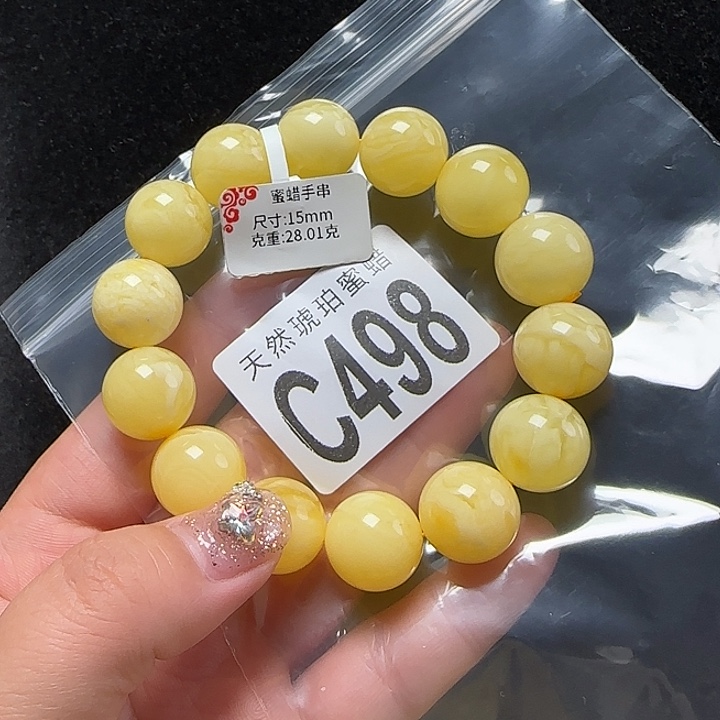 蜜蜡手串
尺寸:15mm
克重:28.01克
天然琥珀蜜蜡
C498